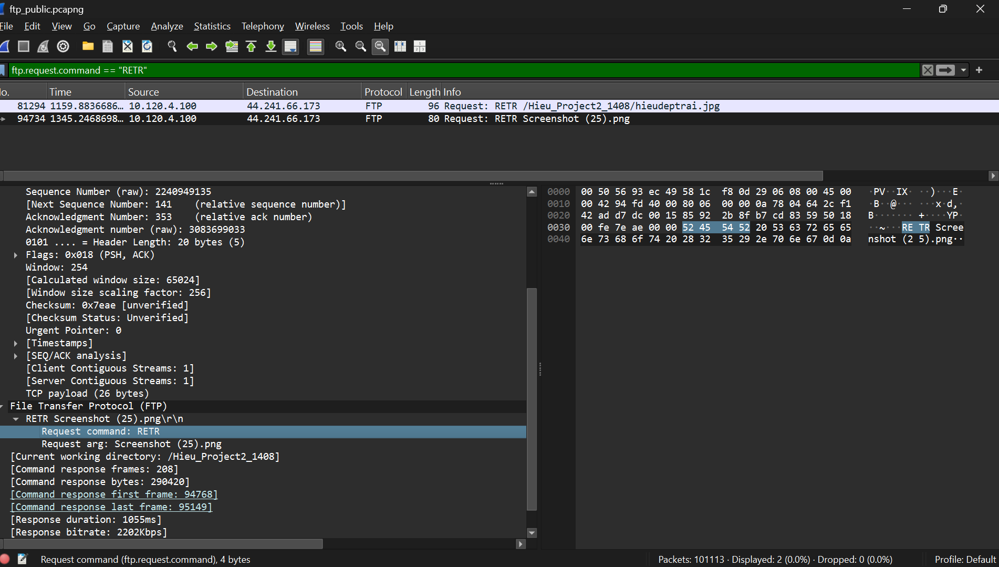 ftp_public.pcapng
File Edit View Go Capture Analyze Statistics Telephony Wireless Tools Help
ftp.request.command == "RETR"
lo. Time Source Destination Protocol Length Info
81294 1159.8836686… 10.120.4.100 44.241.66.173 FTP 96 Request: RETR /Hieu_Project2_1408/hieudeptrai.jpg
94734 1345.2468698… 10.120.4.100 44.241.66.173 FTP 80 Request: RETR Screenshot (25).png
Sequence Number (raw): 2240949135
[Next Sequence Number: 141 (relative sequence number)]
Acknowledgment Number: 353 (relative ack number)
Acknowledgment number (raw): 3083699033
0101 .... = Header Length: 20 bytes (5)
Flags: 0x018 (PSH, ACK)
Window: 254
[Calculated window size: 65024]
[Window size scaling factor: 256]
Checksum: 0x7eae [unverified]
[Checksum Status: Unverified]
Urgent Pointer: 0
[Timestamps]
[SEQ/ACK analysis]
[Client Contiguous Streams: 1]
[Server Contiguous Streams: 1]
TCP payload (26 bytes)
File Transfer Protocol (FTP)
RETR Screenshot (25).png\r\n
Request command: RETR
Request arg: Screenshot (25).png
[Current working directory: /Hieu_Project2_1408]
[Command response frames: 208]
[Command response bytes: 290420]
[Command response first frame: 94768]
[Command response last frame: 95149]
[Response duration: 1055ms]
[Response bitrate: 2202Kbps]
0000 00 50 56 93 ec 49 58 1c f8 0d 29 06 08 00 45 00 ·PV··IX· ··)···E·
0010 00 42 94 fd 40 00 80 06 00 00 0a 78 04 64 2c f1 ·B··@··· ···x·d,·
0020 42 ad d7 dc 00 15 85 92 2b 8f b7 cd 83 59 50 18 B······· +····YP·
0030 00 fe 7e ae 00 00 52 45 54 52 20 53 63 72 65 65 ··~···RE TR Scree
0040 6e 73 68 6f 74 20 28 32 35 29 2e 70 6e 67 0d 0a nshot (2 5).png··
Request command (ftp.request.command), 4 bytes
Packets: 101113 · Displayed: 2 (0.0%) · Dropped: 0 (0.0%)
Profile: Default